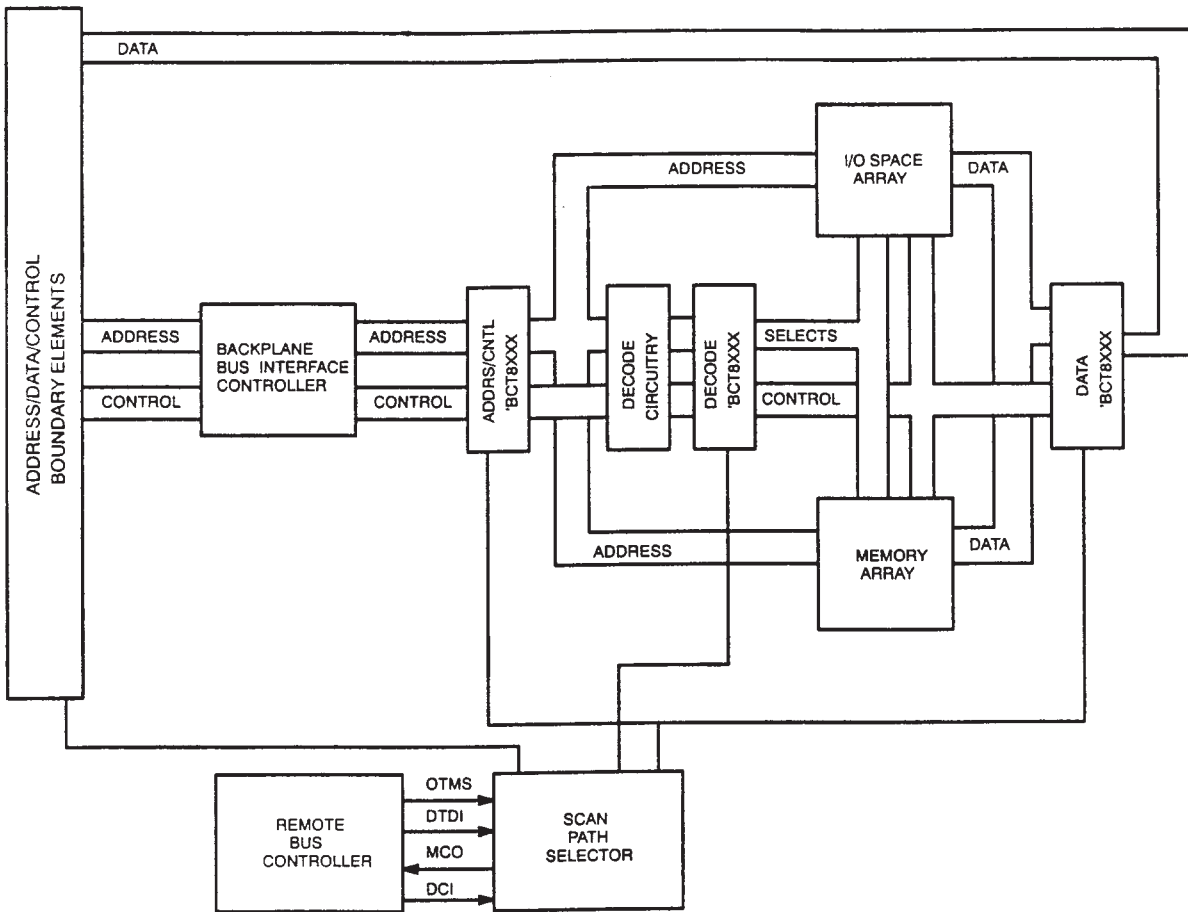 DATA
I/O SPACE
ARRAY
ADDRESS
DATA
ADDRESS/DATA/CONTROL
BOUNDARY ELEMENTS
ADDRESS
CONTROL
BACKPLANE
BUS INTERFACE
CONTROLLER
ADDRESS
CONTROL
ADDRS/CNTL
'BCT8XXX
DECODE
CIRCUITRY
DECODE
'BCT8XXX
SELECTS
CONTROL
DATA
'BCT8XXX
ADDRESS
MEMORY
ARRAY
DATA
REMOTE
BUS
CONTROLLER
OTMS
DTDI
MCO
DCI
SCAN
PATH
SELECTOR